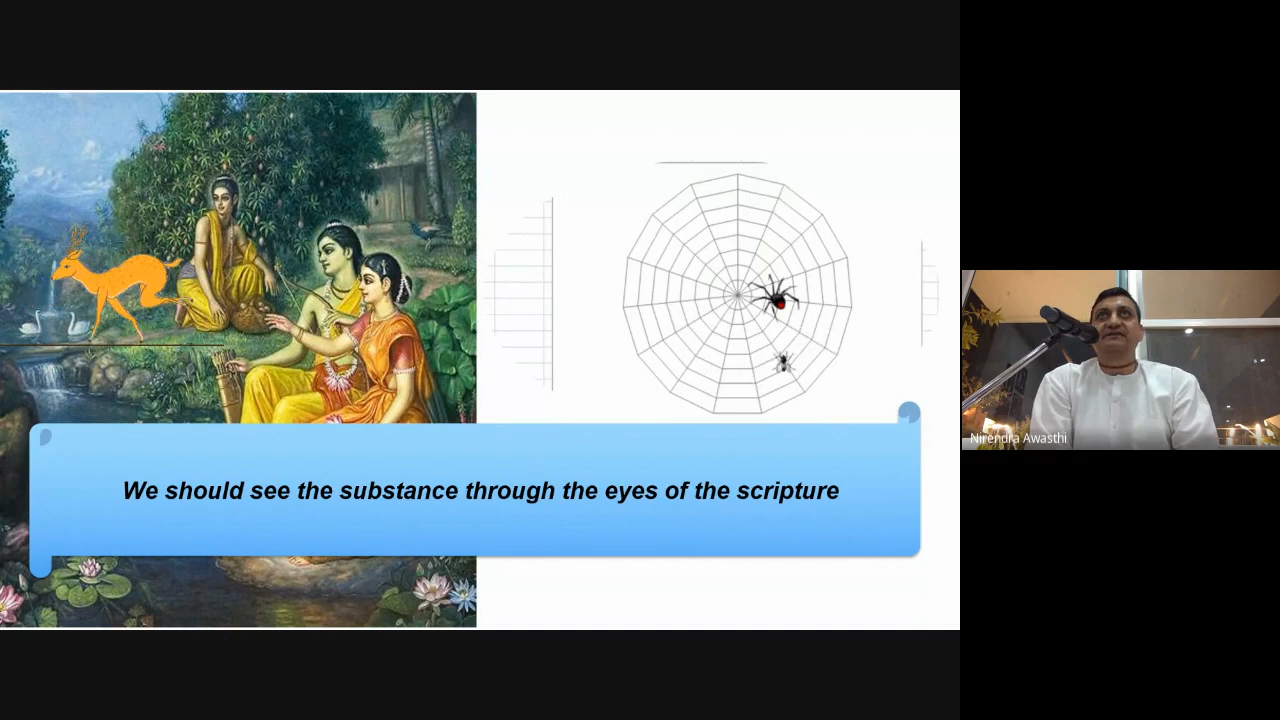 We should see the substance through the eyes of the scripture
Nirendra Awasthi